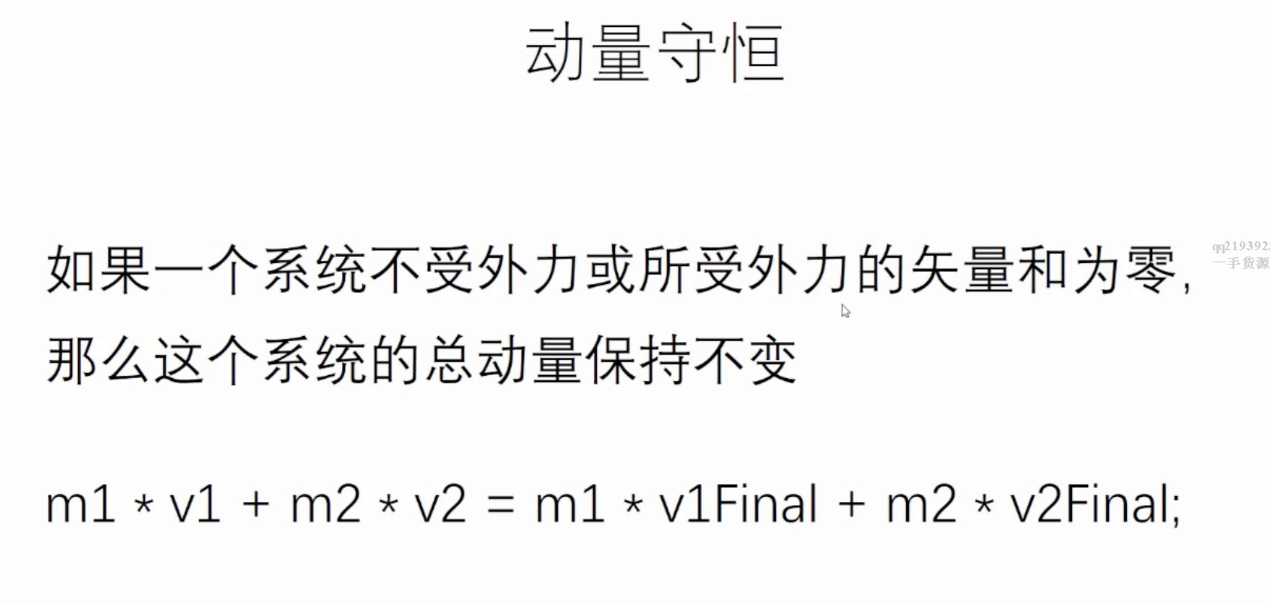 动量守恒
如果一个系统不受外力或所受外力的矢量和为零,
那么这个系统的总动量保持不变
m1 * v1 + m2 * v2 = m1 * v1Final + m2 * v2Final;
一手货源